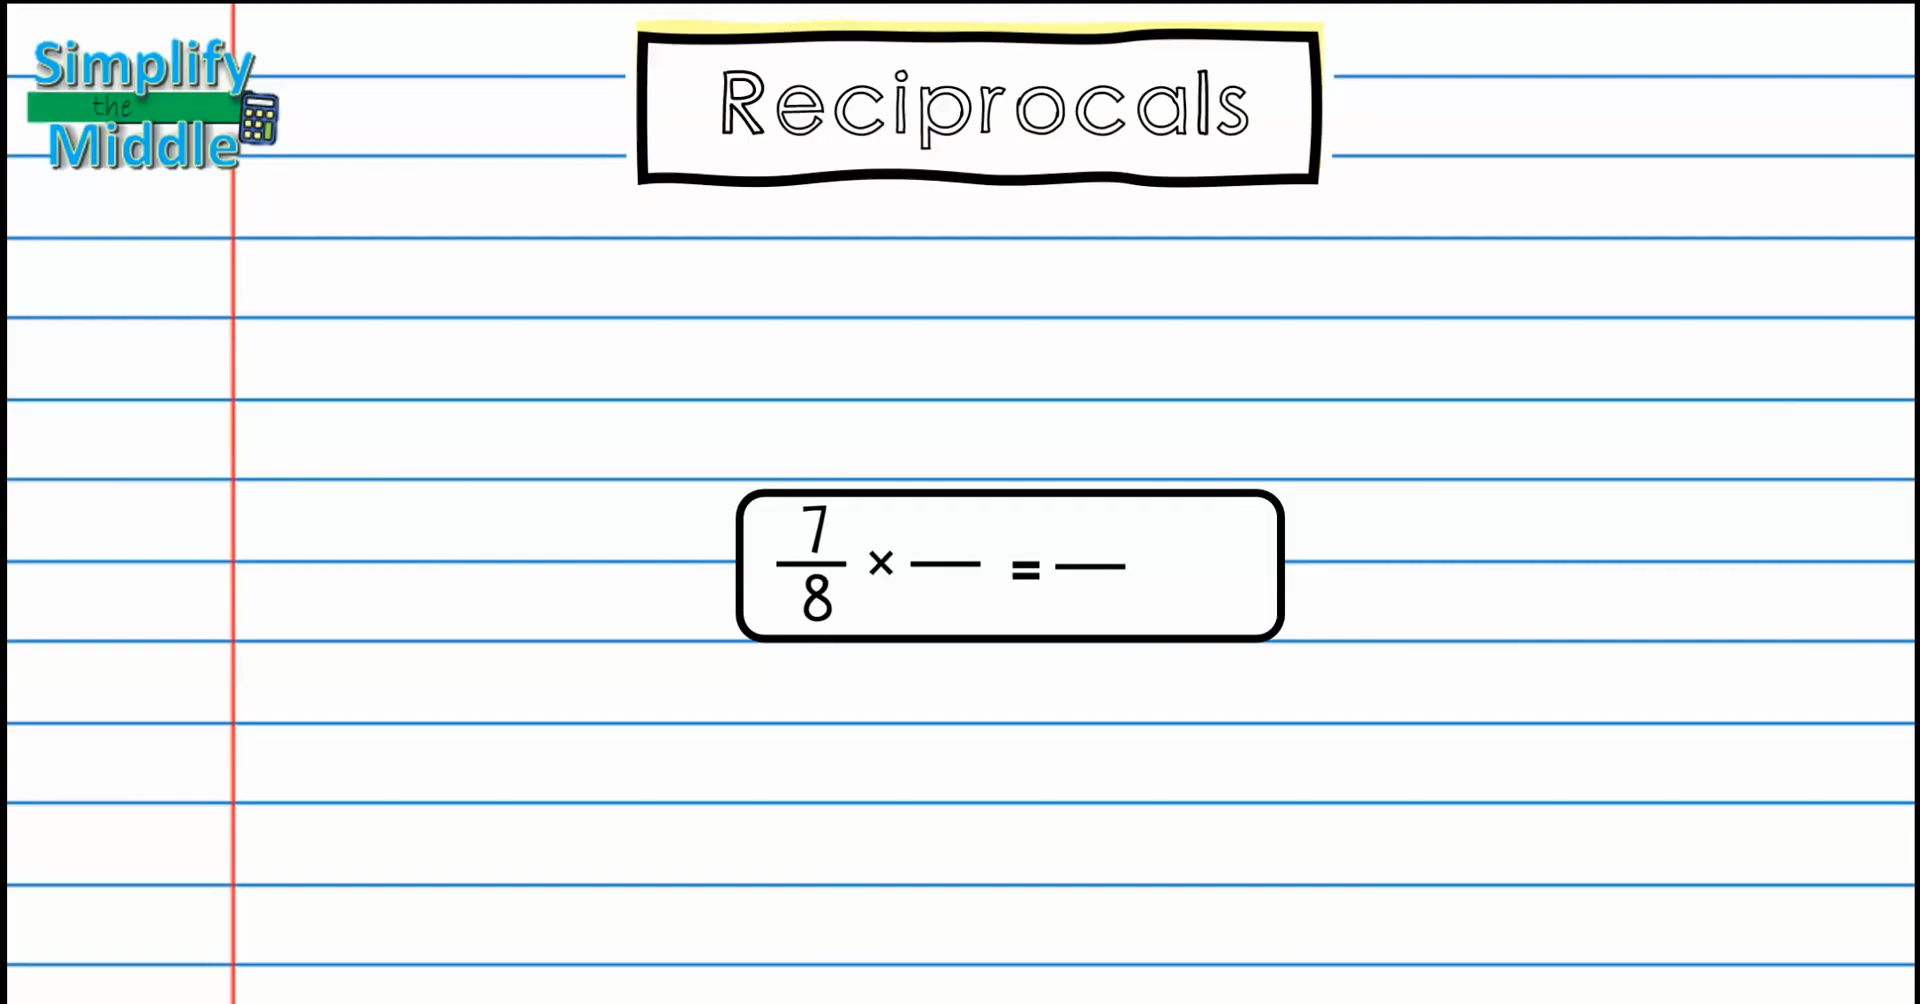 Simplify
the
Middle
Reciprocals
7/8 × — = —